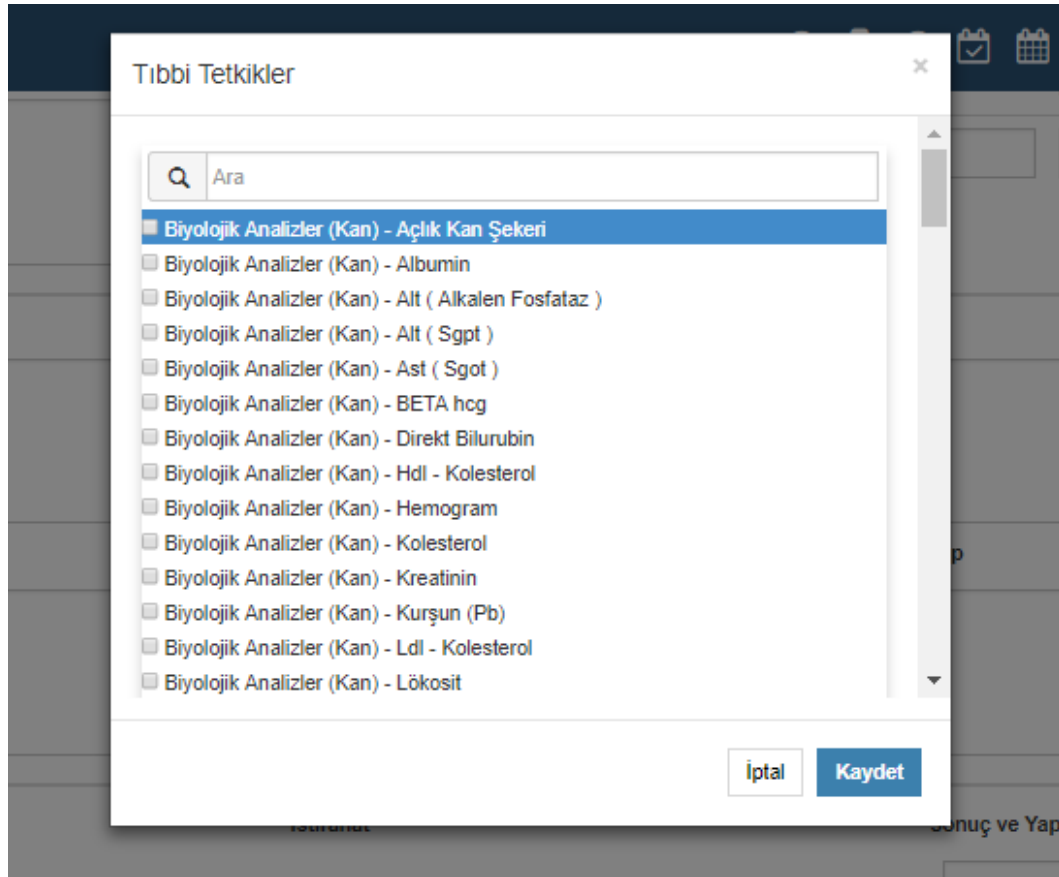 Tıbbi Tetkikler
×
Ara
Biyolojik Analizler (Kan) - Açlık Kan Şekeri
Biyolojik Analizler (Kan) - Albumin
Biyolojik Analizler (Kan) - Alt ( Alkalen Fosfataz )
Biyolojik Analizler (Kan) - Alt ( Sgpt )
Biyolojik Analizler (Kan) - Ast ( Sgot )
Biyolojik Analizler (Kan) - BETA hcg
Biyolojik Analizler (Kan) - Direkt Bilurubin
Biyolojik Analizler (Kan) - Hdl - Kolesterol
Biyolojik Analizler (Kan) - Hemogram
Biyolojik Analizler (Kan) - Kolesterol
Biyolojik Analizler (Kan) - Kreatinin
Biyolojik Analizler (Kan) - Kurşun (Pb)
Biyolojik Analizler (Kan) - Ldl - Kolesterol
Biyolojik Analizler (Kan) - Lökosit
p
İptal
Kaydet
ve Yap